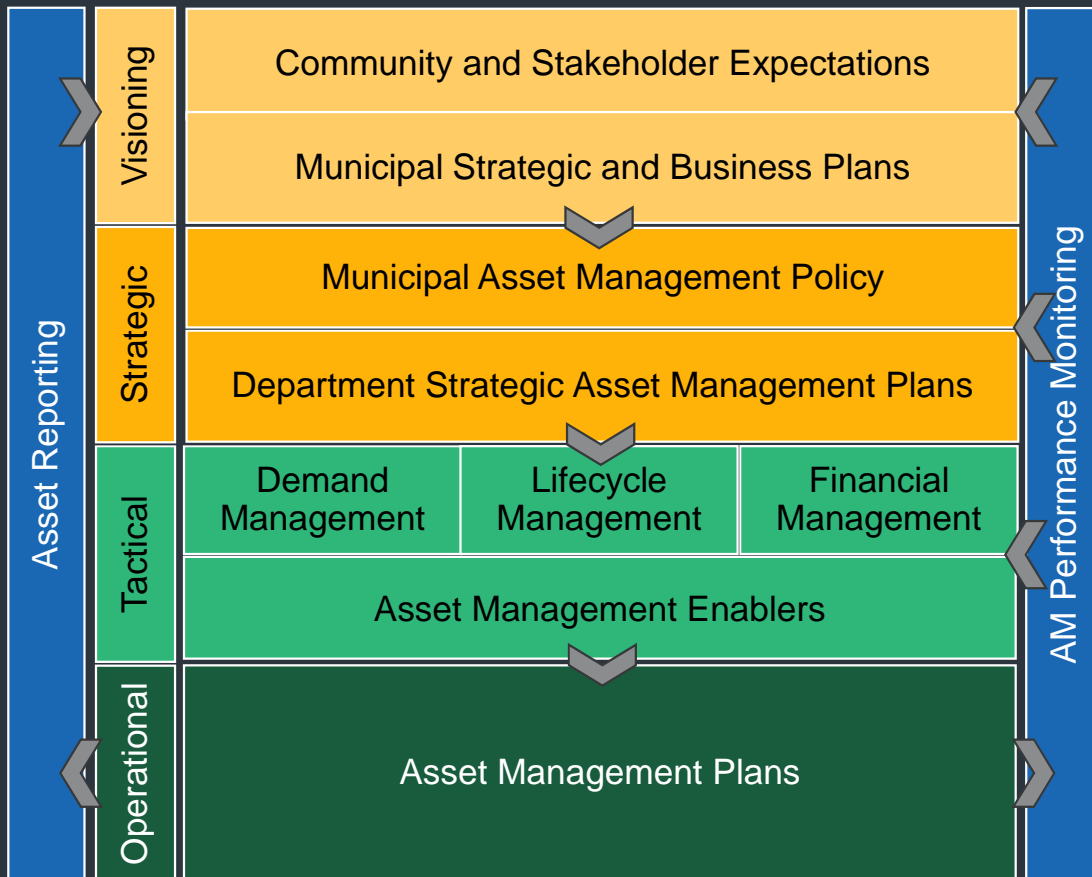 Asset Reporting
Visioning
Community and Stakeholder Expectations
Municipal Strategic and Business Plans
Strategic
Municipal Asset Management Policy
Department Strategic Asset Management Plans
Tactical
Demand
Management
Lifecycle
Management
Financial
Management
Asset Management Enablers
Operational
Asset Management Plans
AM Performance Monitoring